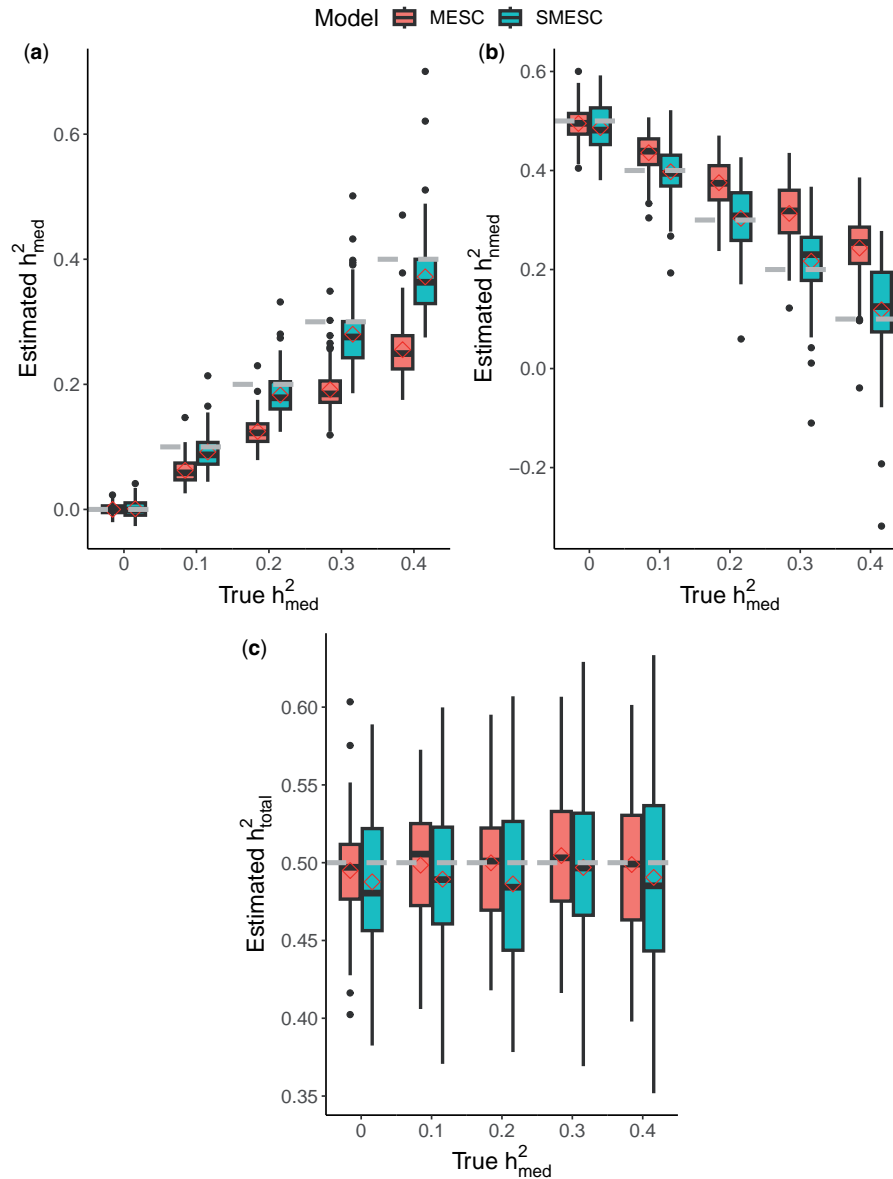 Model MESC SMESC
(a)
0.6
0.4
0.2
0.0
Estimated h²med
0 0.1 0.2 0.3 0.4
True h²med
(b)
0.6
0.4
0.2
0.0
−0.2
Estimated h²nmed
0 0.1 0.2 0.3 0.4
True h²med
(c)
0.60
0.55
0.50
0.45
0.40
0.35
Estimated h²total
0 0.1 0.2 0.3 0.4
True h²med